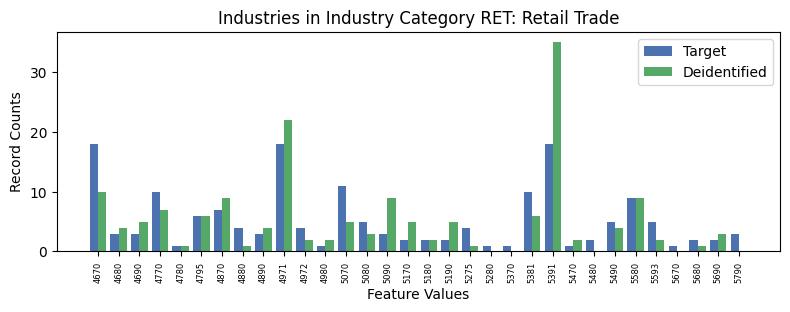 Industries in Industry Category RET: Retail Trade
Target
Deidentified
Record Counts
30
20
10
0
4670 4680 4690 4770 4780 4795 4870 4880 4890 4971 4972 4980 5070 5080 5090 5170 5180 5190 5275 5280 5370 5381 5391 5470 5480 5490 5580 5593 5670 5680 5690 5790
Feature Values